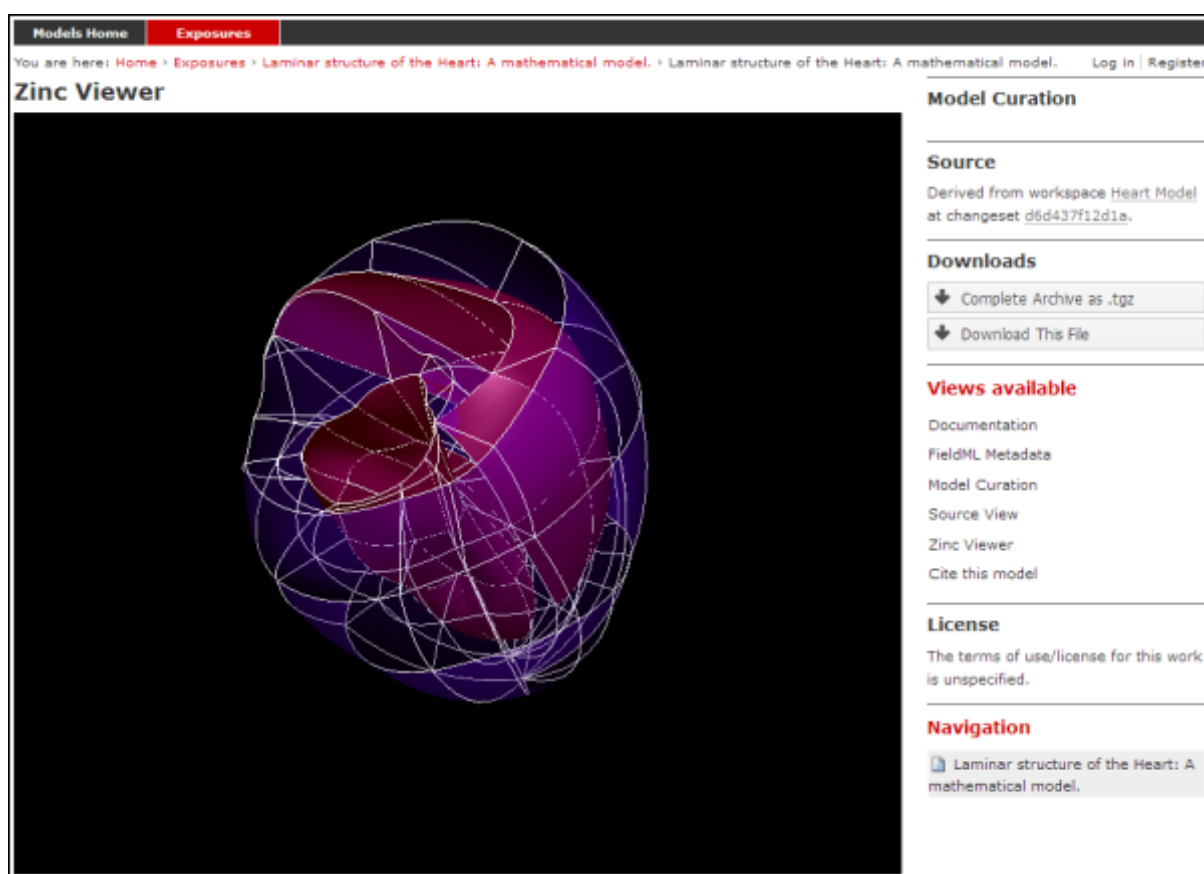 Models Home Exposures
You are here: Home › Exposures › Laminar structure of the Heart: A mathematical model. › Laminar structure of the Heart: A mathematical model. Log in | Register
Zinc Viewer
Model Curation
Source
Derived from workspace Heart Model
at changeset d6d437f12d1a.
Downloads
Complete Archive as .tgz
Download This File
Views available
Documentation
FieldML Metadata
Model Curation
Source View
Zinc Viewer
Cite this model
License
The terms of use/license for this work
is unspecified.
Navigation
Laminar structure of the Heart: A
mathematical model.